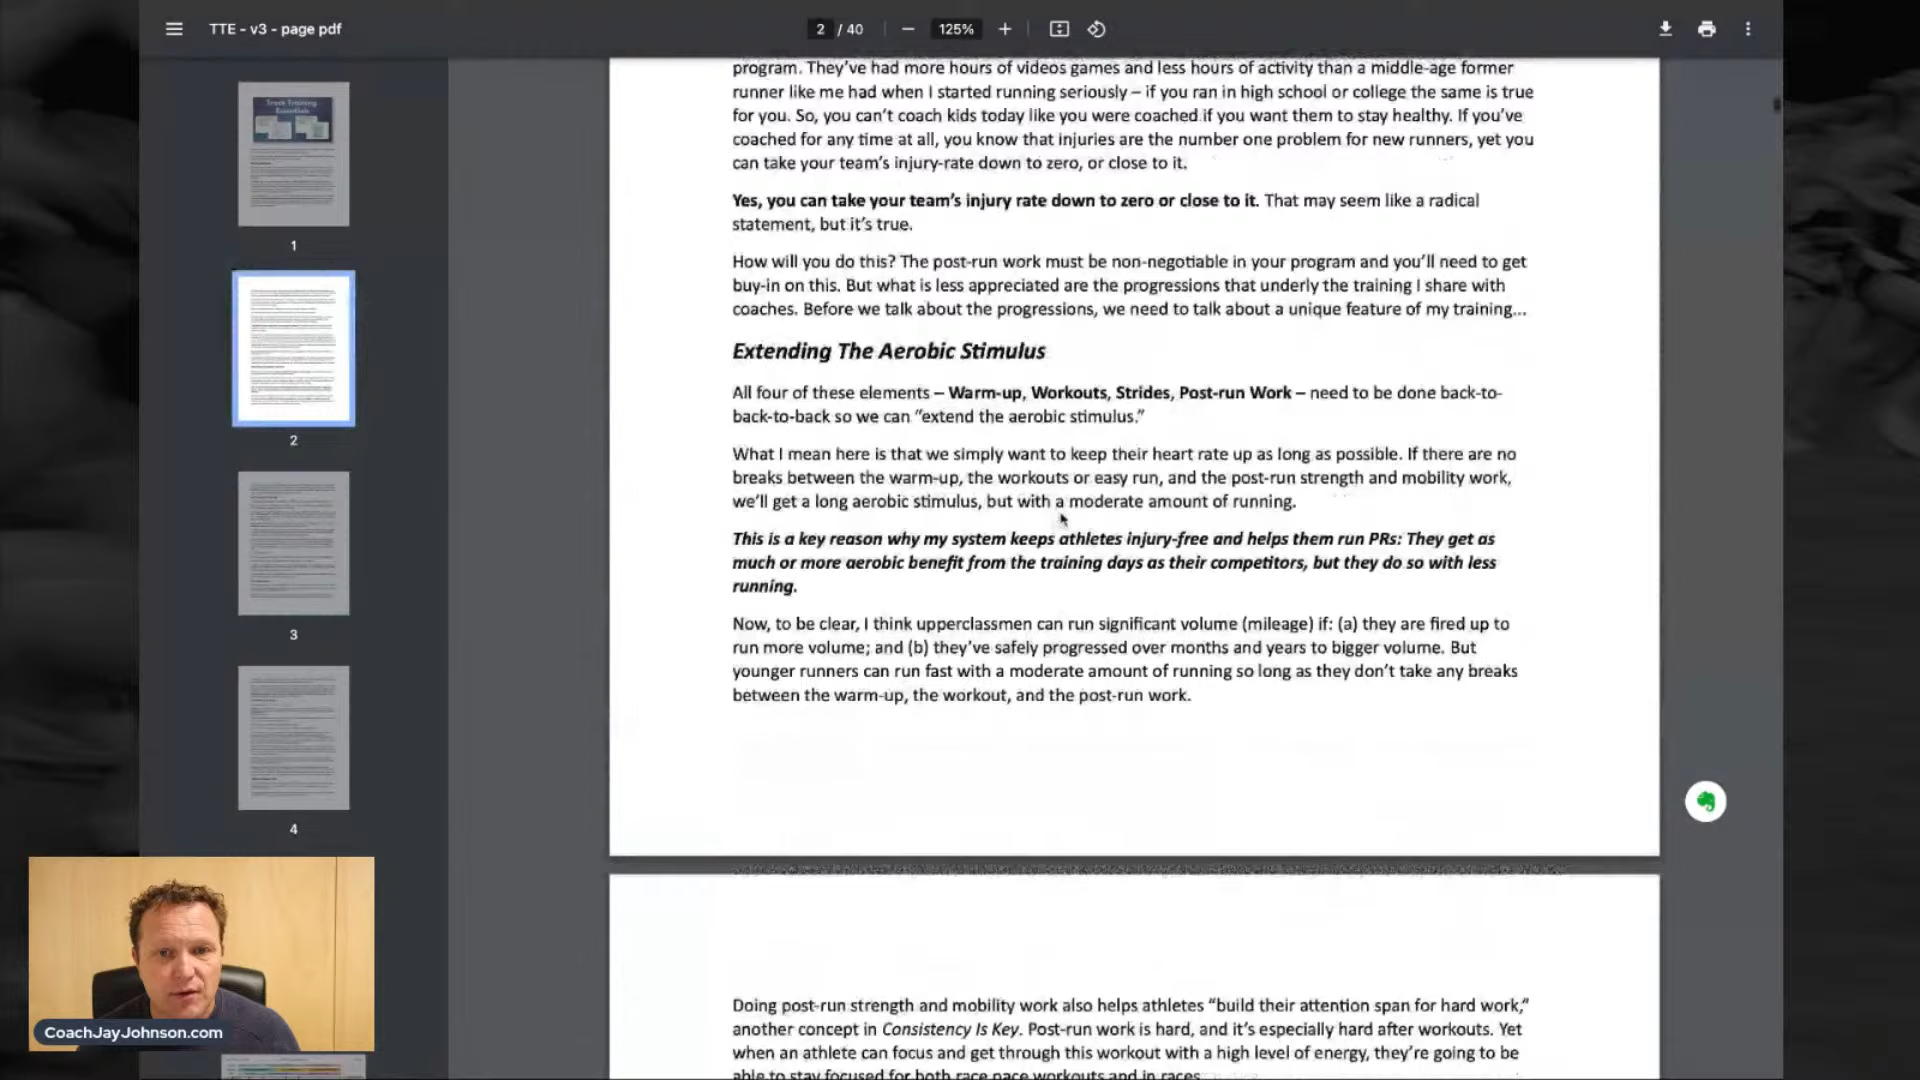 TTE - v3 - page pdf
2 / 40
125%
Track Training
Essentials
1
2
3
4
program. They've had more hours of videos games and less hours of activity than a middle-age former
runner like me had when I started running seriously – if you ran in high school or college the same is true
for you. So, you can't coach kids today like you were coached if you want them to stay healthy. If you've
coached for any time at all, you know that injuries are the number one problem for new runners, yet you
can take your team's injury-rate down to zero, or close to it.
Yes, you can take your team's injury rate down to zero or close to it. That may seem like a radical
statement, but it's true.
How will you do this? The post-run work must be non-negotiable in your program and you'll need to get
buy-in on this. But what is less appreciated are the progressions that underly the training I share with
coaches. Before we talk about the progressions, we need to talk about a unique feature of my training...
Extending The Aerobic Stimulus
All four of these elements – Warm-up, Workouts, Strides, Post-run Work – need to be done back-to-
back-to-back so we can “extend the aerobic stimulus.”
What I mean here is that we simply want to keep their heart rate up as long as possible. If there are no
breaks between the warm-up, the workouts or easy run, and the post-run strength and mobility work,
we'll get a long aerobic stimulus, but with a moderate amount of running.
This is a key reason why my system keeps athletes injury-free and helps them run PRs: They get as
much or more aerobic benefit from the training days as their competitors, but they do so with less
running.
Now, to be clear, I think upperclassmen can run significant volume (mileage) if: (a) they are fired up to
run more volume; and (b) they've safely progressed over months and years to bigger volume. But
younger runners can run fast with a moderate amount of running so long as they don't take any breaks
between the warm-up, the workout, and the post-run work.
Doing post-run strength and mobility work also helps athletes “build their attention span for hard work,”
another concept in Consistency Is Key. Post-run work is hard, and it's especially hard after workouts. Yet
when an athlete can focus and get through this workout with a high level of energy, they're going to be
able to stay focused for both race pace workouts and in races
CoachJayJohnson.com